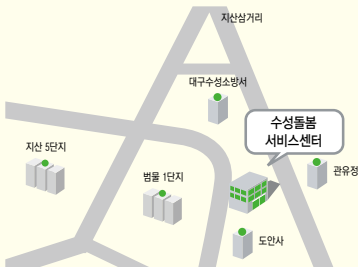 지산삼거리
대구수성소방서
수성돌봄
서비스센터
지산 5단지
범물 1단지
관유정
도안사